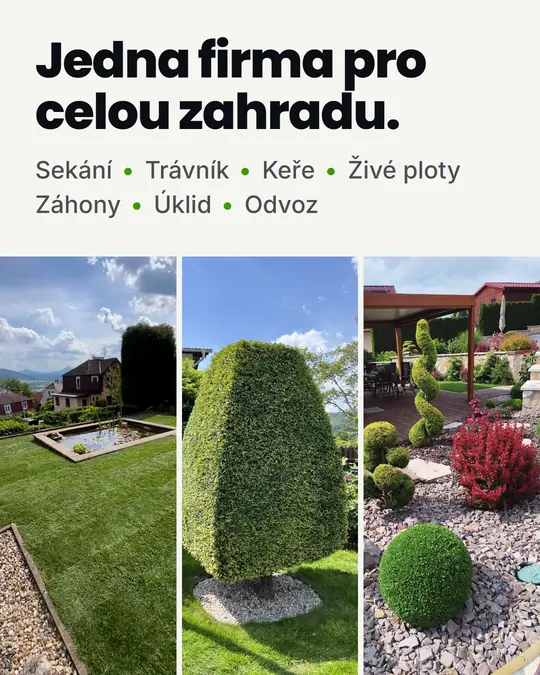 Jedna firma pro
celou zahradu.
Sekání • Trávník • Keře • Živé ploty
Záhony • Úklid • Odvoz